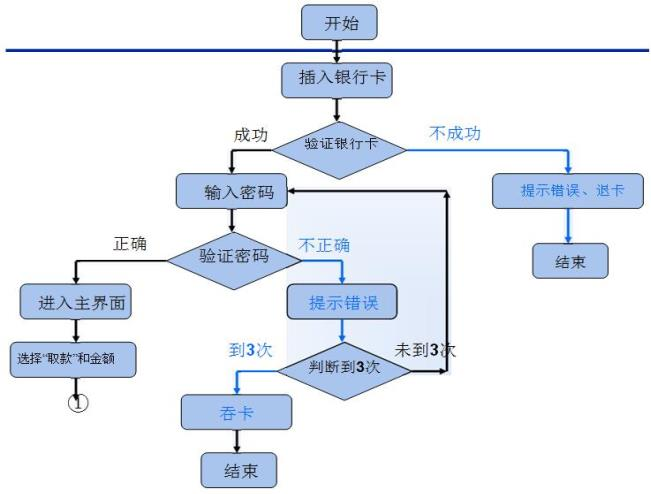 开始
插入银行卡
成功
验证银行卡
不成功
输入密码
提示错误、退卡
正确
验证密码
不正确
结束
进入主界面
提示错误
到3次
未到3次
选择“取款”和金额
判断到3次
①
吞卡
结束